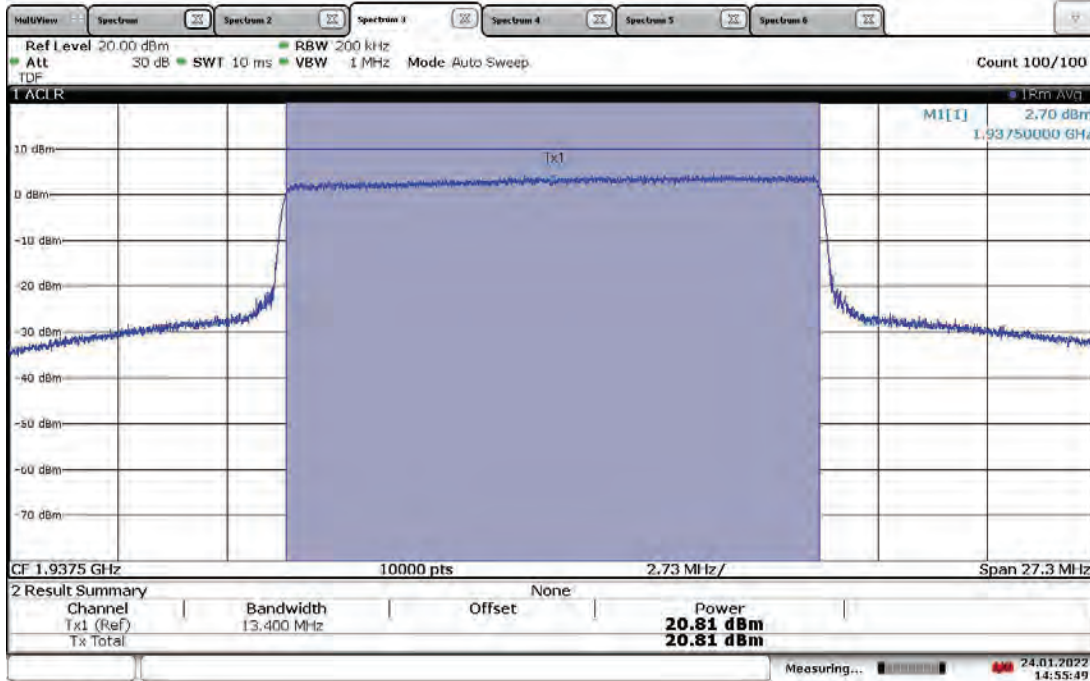 MultiView Spectrum Spectrum 2 Spectrum 3 Spectrum 4 Spectrum 5 Spectrum 6
Ref Level 20.00 dBm RBW 200 kHz
Att 30 dB SWT 10 ms VBW 1 MHz Mode Auto Sweep Count 100/100
TDF
1 ACLR 1Rm Avg
M1[1] 2.70 dBm
1.93750000 GHz
10 dBm
Tx1
0 dBm
-10 dBm
-20 dBm
-30 dBm
-40 dBm
-50 dBm
-60 dBm
-70 dBm
CF 1.9375 GHz 10000 pts 2.73 MHz/ Span 27.3 MHz
2 Result Summary None
Channel Bandwidth Offset Power
Tx1 (Ref) 13.400 MHz 20.81 dBm
Tx Total 20.81 dBm
Measuring... 24.01.2022
14:55:49